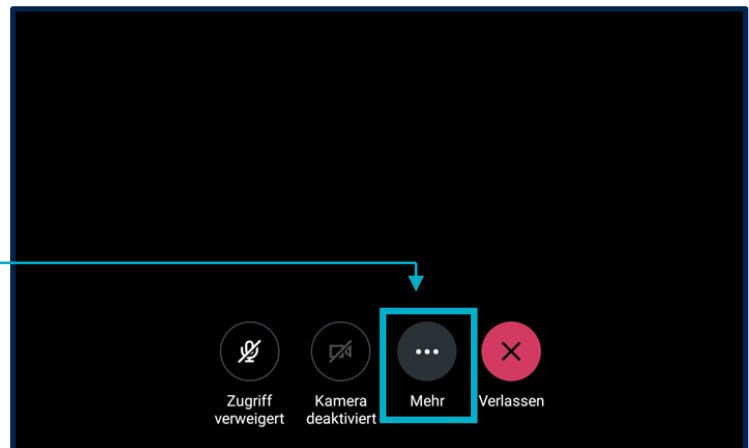 Zugriff
verweigert
Kamera
deaktiviert
Mehr
Verlassen